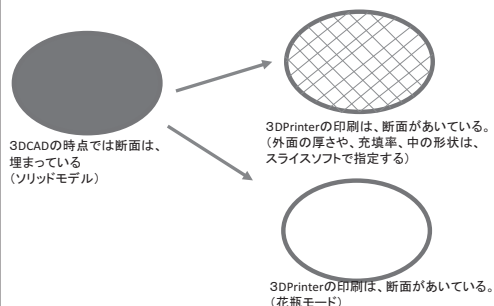 3DCADの時点では断面は、
埋まっている
（ソリッドモデル）
3DPrinterの印刷は、断面があいている。
（外面の厚さや、充填率、中の形状は、
スライスソフトで指定する）
3DPrinterの印刷は、断面があいている。
（花瓶モード）